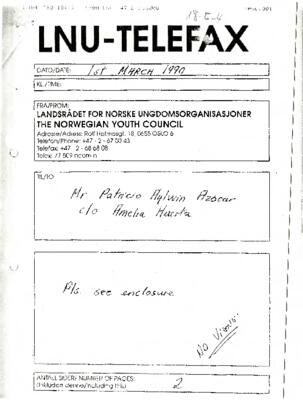 LNU-TELEFAX
DATO/DATE: 1st MARCH 1990
KL./TIME:
FRA/FROM:
LANDSRÅDET FOR NORSKE UNGDOMSORGANISASJONER
THE NORWEGIAN YOUTH COUNCIL
Adresse/Adress: Rolf Hofmosgt. 18, 0655 OSLO 6
Telefon/Phone: +47 - 2 - 67 00 43
Telefax: +47 - 2 - 68 68 08
Telex: 77 509 ncom n
TIL/TO:
Mr Patricio Aylwin Azocar
c/o Amelia Huerta
Pls. see enclosure
ANTALL SIDER/ NUMBER OF PAGES: 2
(Inkludert denne/including this)